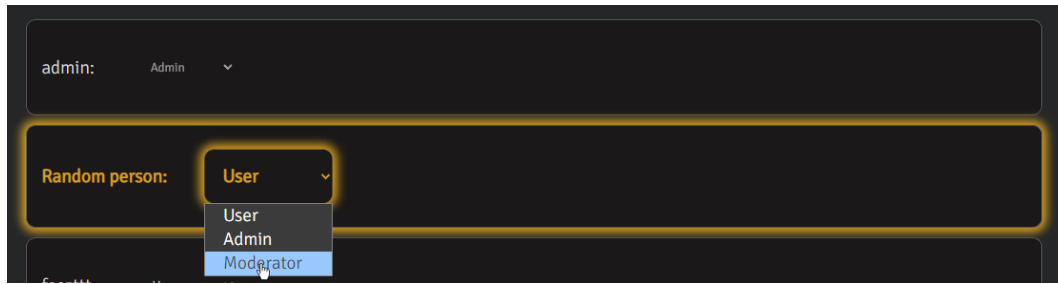 admin: Admin
Random person: User
User
Admin
Moderator